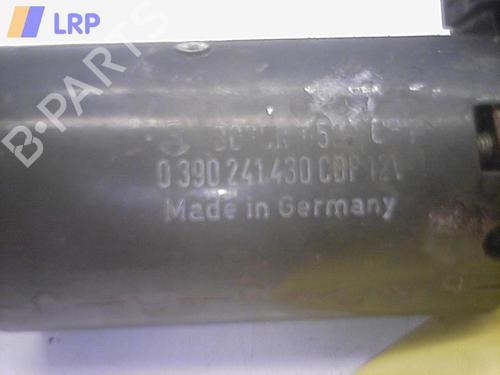 LRP
B-PARTS
0 390 241.430 CDP 12V
Made in Germany